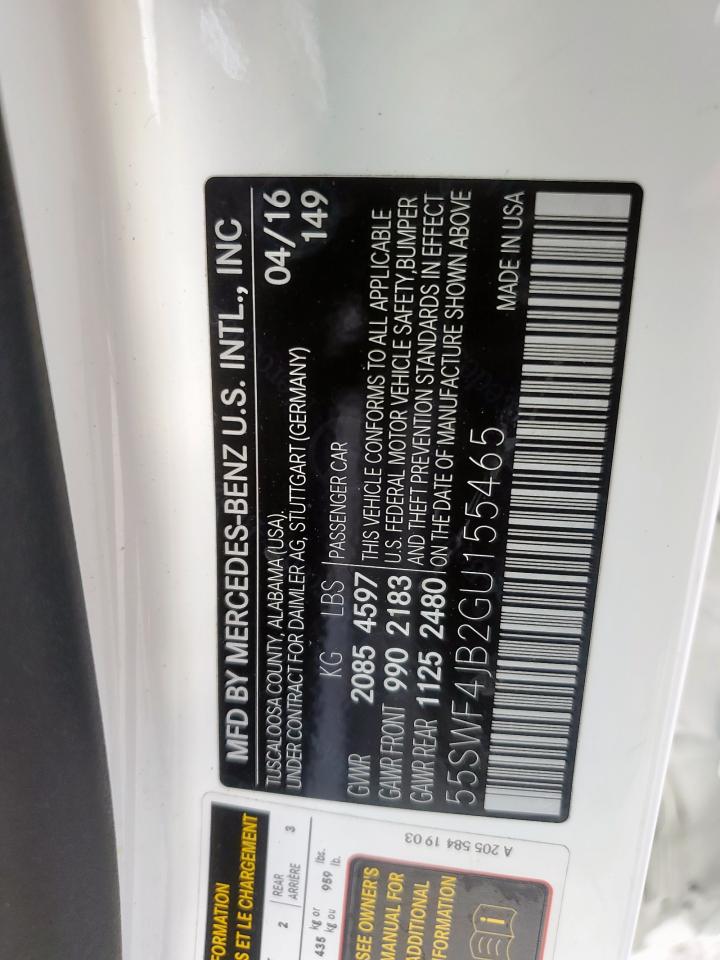 MFD BY MERCEDES-BENZ U.S. INTL., INC
TUSCALOOSA COUNTY, ALABAMA (USA), 04/16
UNDER CONTRACT FOR DAIMLER AG, STUTTGART (GERMANY) 149
KG LBS PASSENGER CAR
GVWR 2085 4597 THIS VEHICLE CONFORMS TO ALL APPLICABLE
GAWR FRONT 990 2183 U.S. FEDERAL MOTOR VEHICLE SAFETY, BUMPER
GAWR REAR 1125 2480 AND THEFT PREVENTION STANDARDS IN EFFECT
ON THE DATE OF MANUFACTURE SHOWN ABOVE
55SWF4JB2GU155465 MADE IN USA
ORMATION
S ET LE CHARGEMENT
2 REAR 3
ARRIÈRE
435 kg or 959 lbs.
kg ou lb.
SEE OWNER'S
MANUAL FOR
ADDITIONAL
INFORMATION
i
A 205 584 19 03